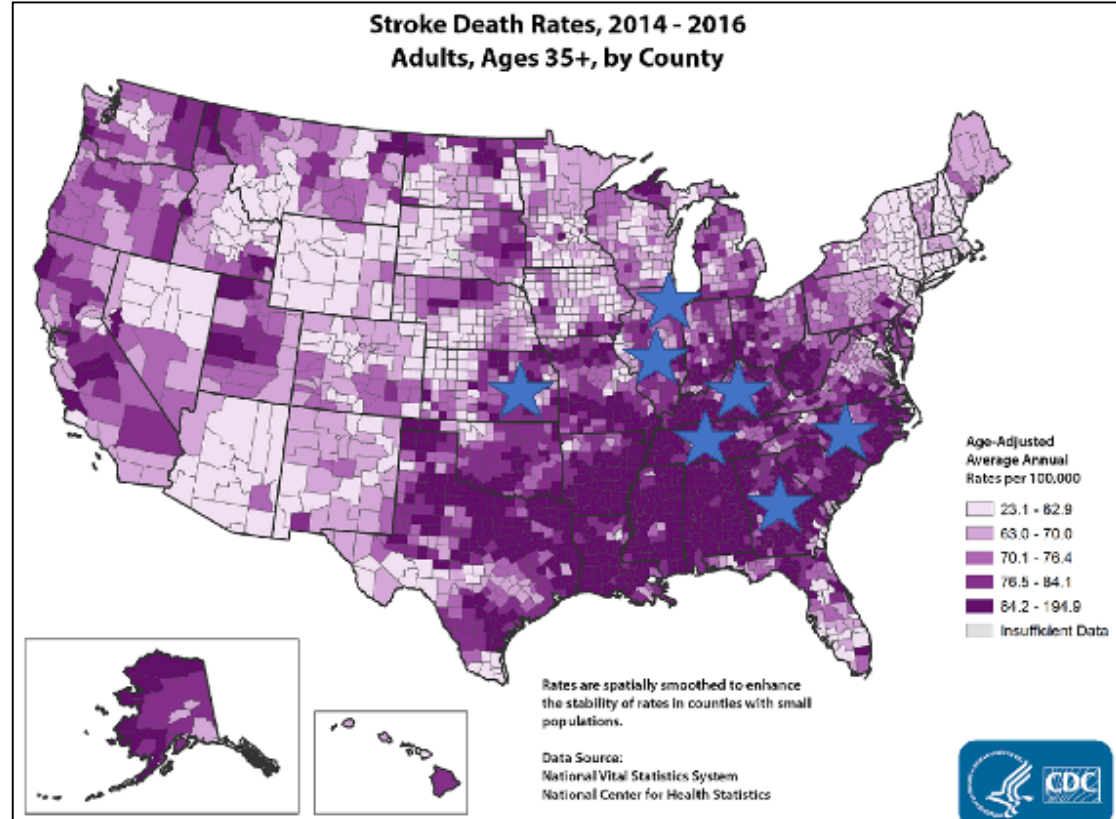 Stroke Death Rates, 2014 - 2016
Adults, Ages 35+, by County
Age-Adjusted
Average Annual
Rates per 100,000
23.1 - 62.9
63.0 - 70.0
70.1 - 76.4
76.5 - 84.1
84.2 - 194.9
Insufficient Data
Rates are spatially smoothed to enhance
the stability of rates in counties with small
populations.
Data Source:
National Vital Statistics System
National Center for Health Statistics
CDC